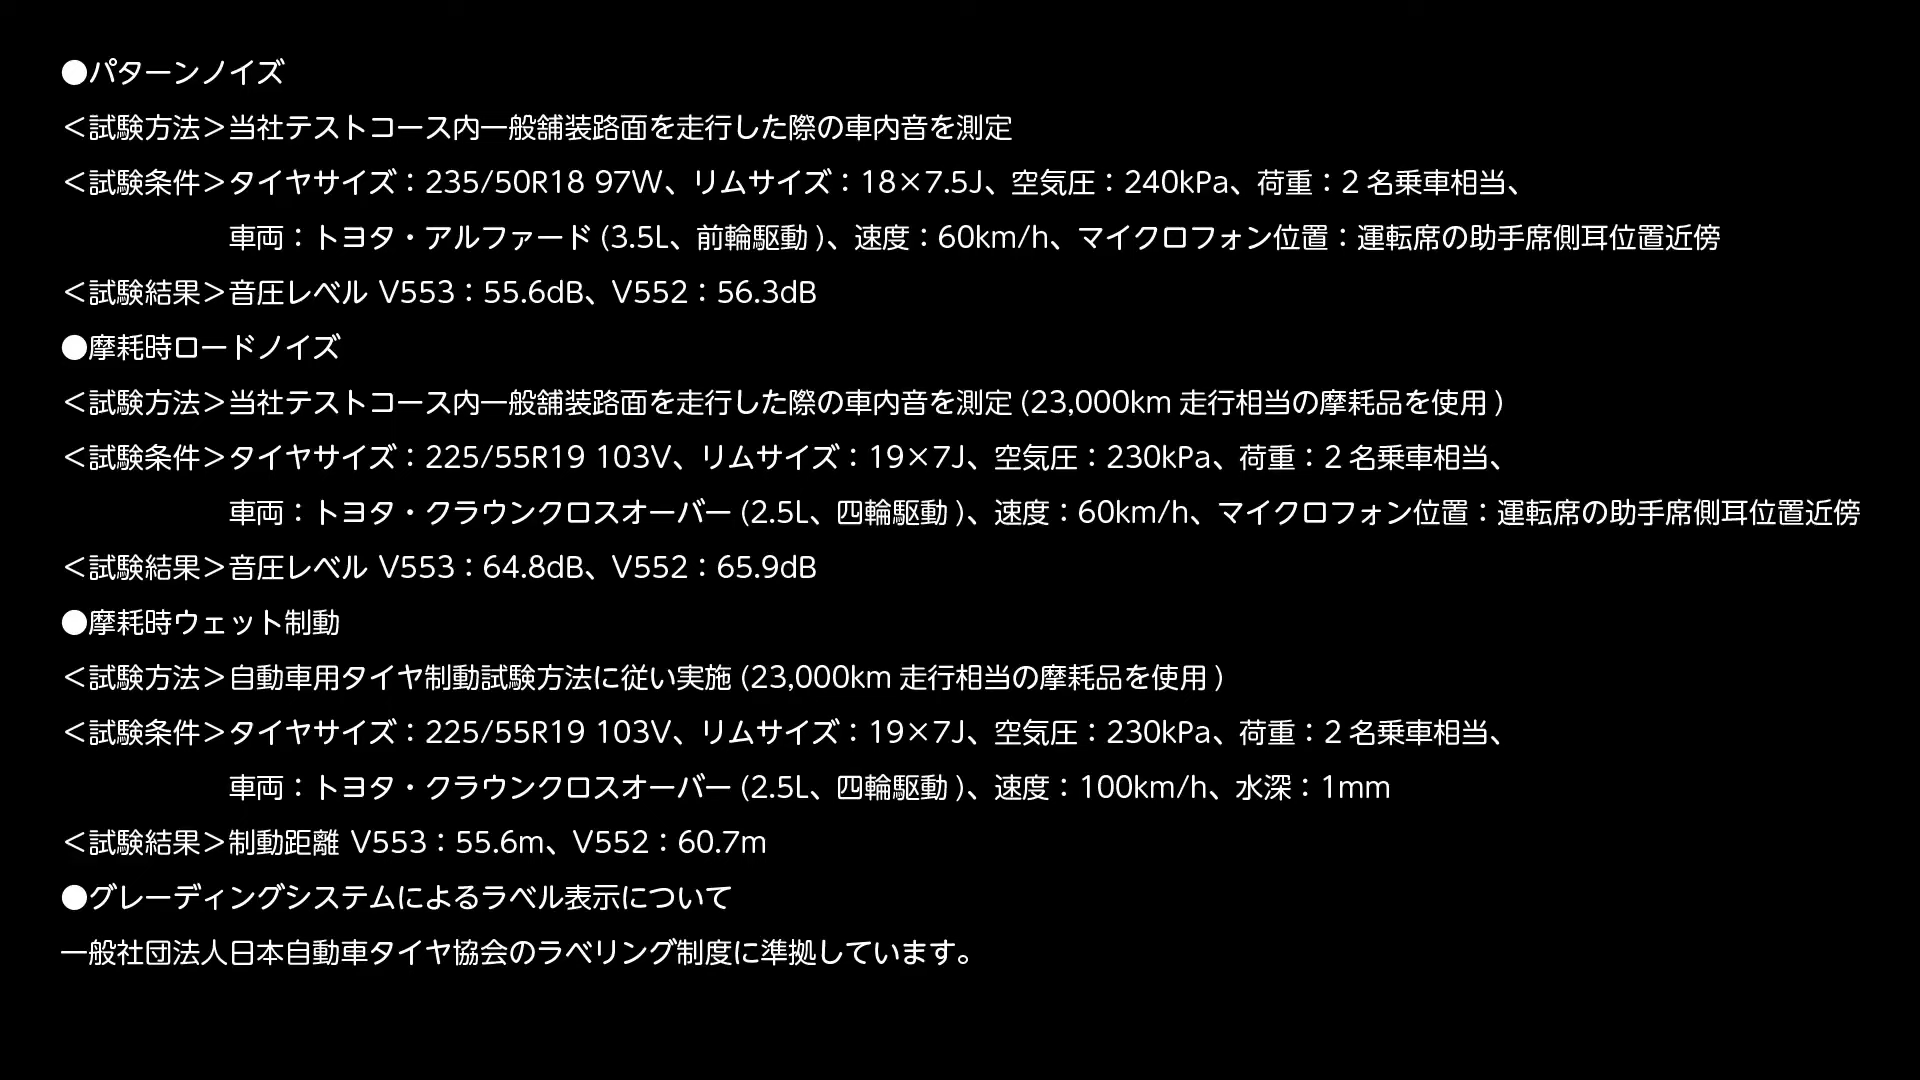 ●パターンノイズ
＜試験方法＞当社テストコース内一般舗装路面を走行した際の車内音を測定
＜試験条件＞タイヤサイズ：235/50R18 97W、リムサイズ：18×7.5J、空気圧：240kPa、荷重：2名乗車相当、
車両：トヨタ・アルファード(3.5L、前輪駆動)、速度：60km/h、マイクロフォン位置：運転席の助手席側耳位置近傍
＜試験結果＞音圧レベル V553：55.6dB、V552：56.3dB
●摩耗時ロードノイズ
＜試験方法＞当社テストコース内一般舗装路面を走行した際の車内音を測定(23,000km走行相当の摩耗品を使用)
＜試験条件＞タイヤサイズ：225/55R19 103V、リムサイズ：19×7J、空気圧：230kPa、荷重：2名乗車相当、
車両：トヨタ・クラウンクロスオーバー(2.5L、四輪駆動)、速度：60km/h、マイクロフォン位置：運転席の助手席側耳位置近傍
＜試験結果＞音圧レベル V553：64.8dB、V552：65.9dB
●摩耗時ウェット制動
＜試験方法＞自動車用タイヤ制動試験方法に従い実施(23,000km走行相当の摩耗品を使用)
＜試験条件＞タイヤサイズ：225/55R19 103V、リムサイズ：19×7J、空気圧：230kPa、荷重：2名乗車相当、
車両：トヨタ・クラウンクロスオーバー(2.5L、四輪駆動)、速度：100km/h、水深：1mm
＜試験結果＞制動距離 V553：55.6m、V552：60.7m
●グレーディングシステムによるラベル表示について
一般社団法人日本自動車タイヤ協会のラベリング制度に準拠しています。